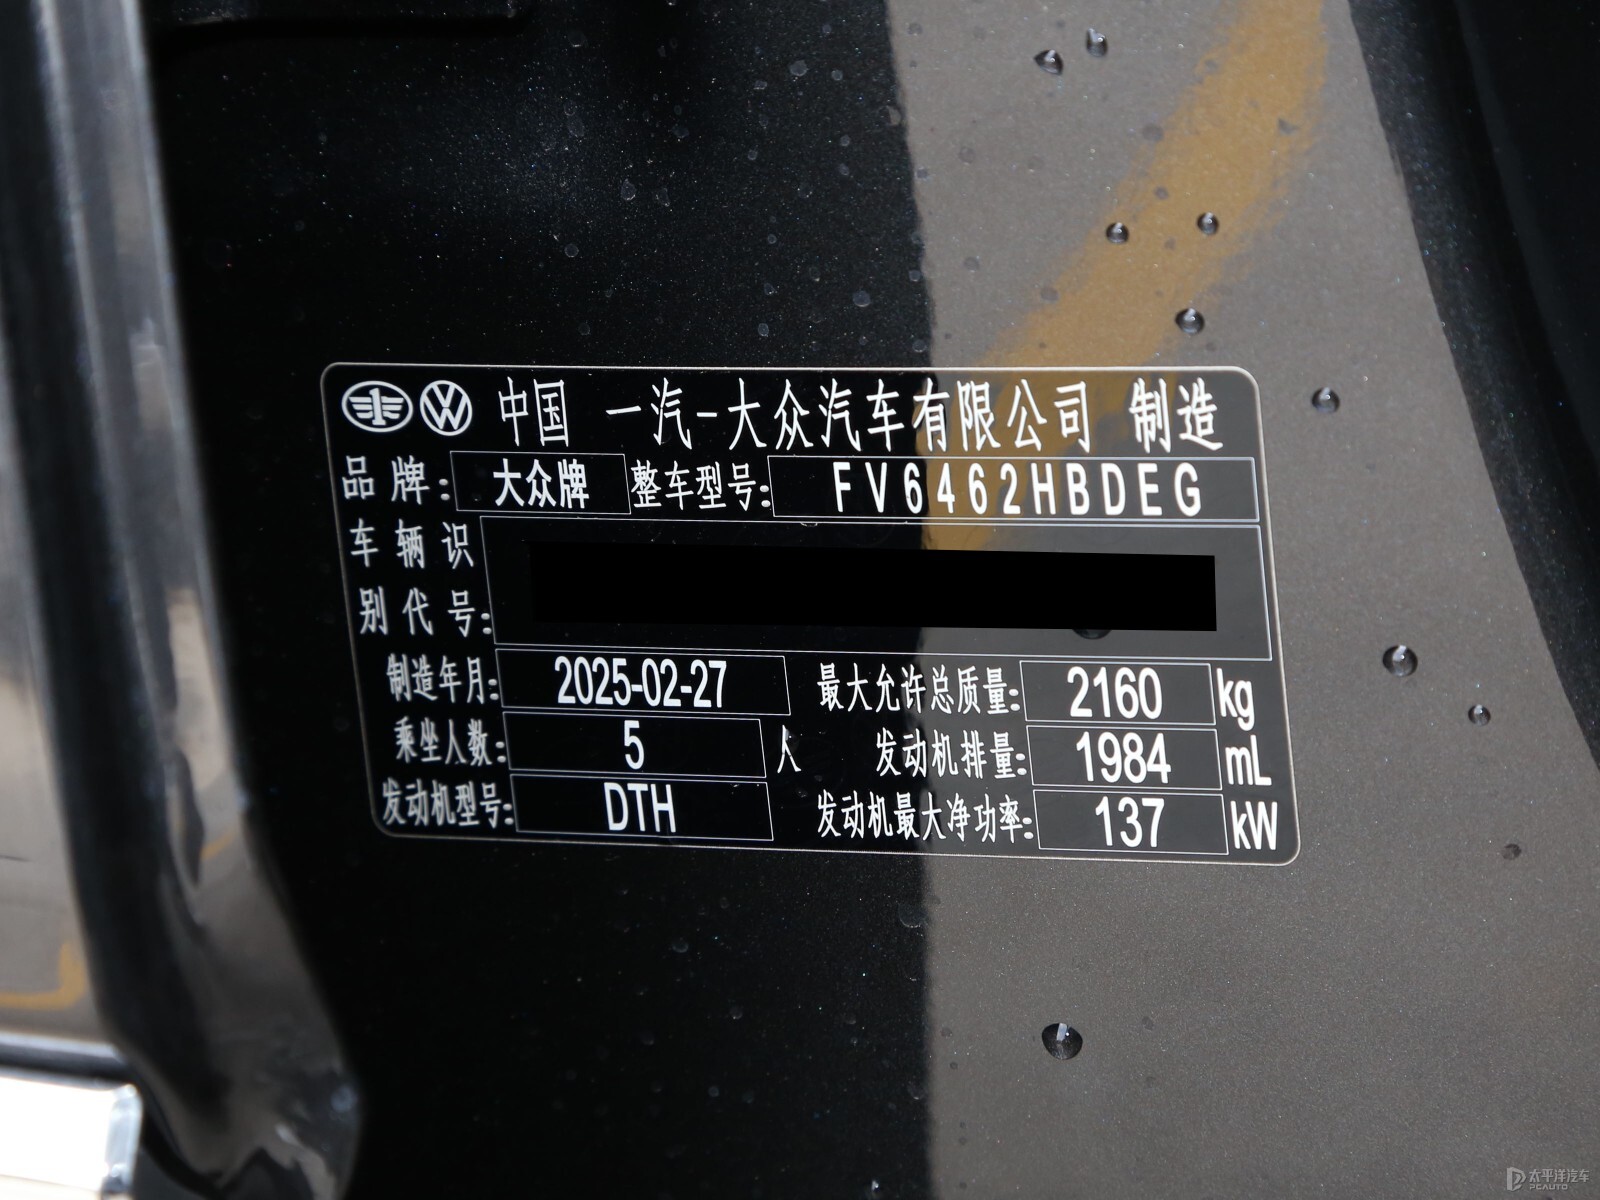 中国 一汽-大众汽车有限公司 制造
品牌: 大众牌 整车型号: FV6462HBDEG
车辆识
别代号:
制造年月: 2025-02-27 最大允许总质量: 2160 kg
乘坐人数: 5 人 发动机排量: 1984 mL
发动机型号: DTH 发动机最大净功率: 137 kW
太平洋汽车
PCAUTO